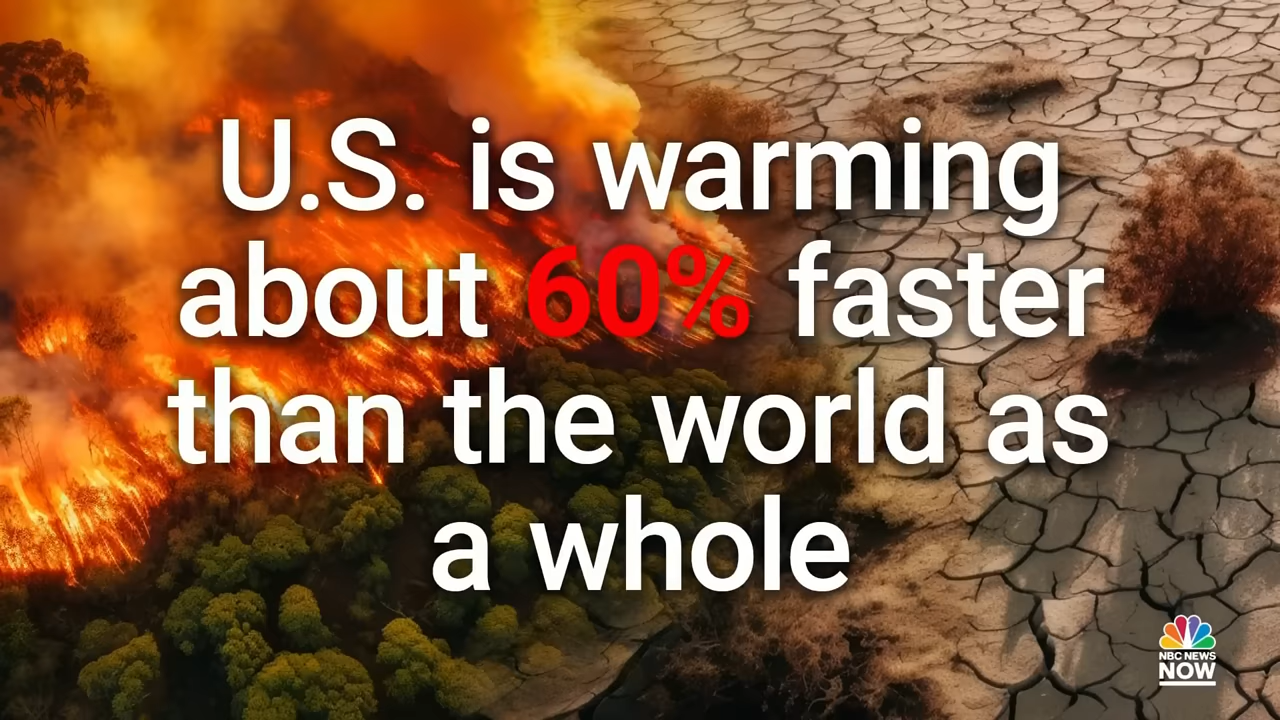 U.S. is warming
about 60% faster
than the world as
a whole
NBC NEWS
NOW